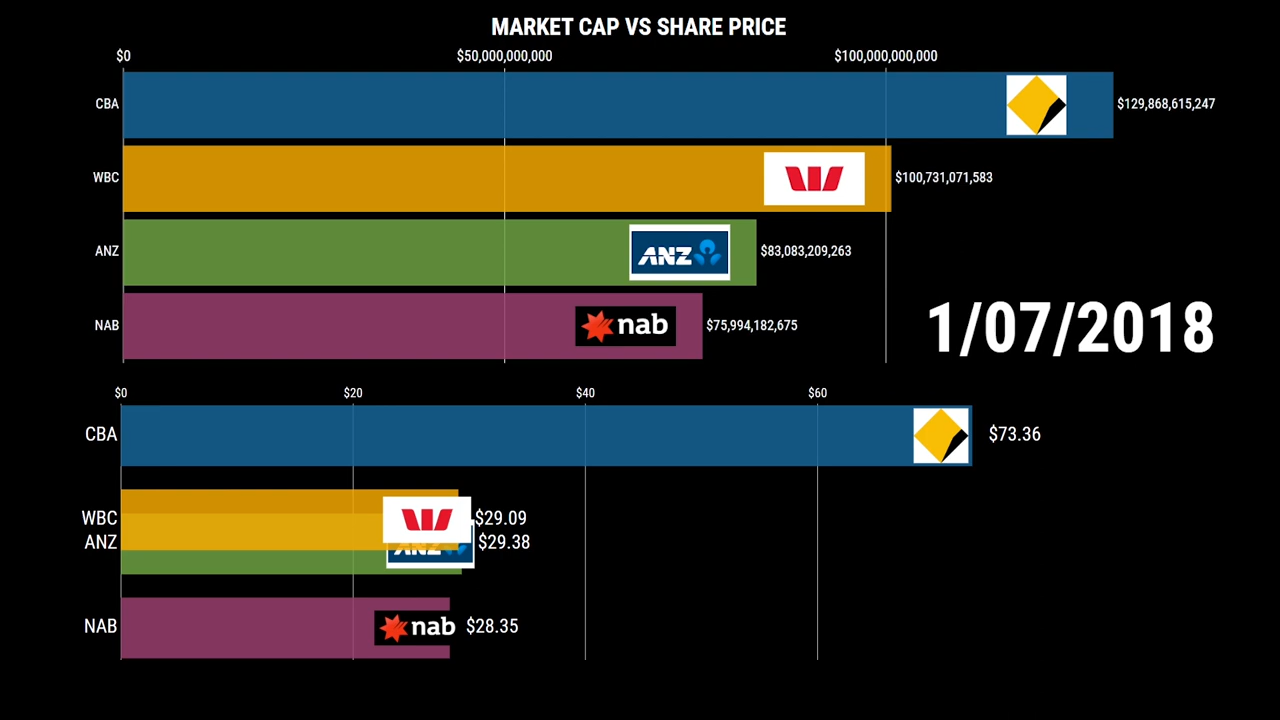 MARKET CAP VS SHARE PRICE
$0 $50,000,000,000 $100,000,000,000
CBA $129,868,615,247
WBC $100,731,071,583
ANZ ANZ $83,083,209,263
NAB nab $75,994,182,675
1/07/2018
$0 $20 $40 $60
CBA $73.36
WBC $29.09
ANZ ANZ $29.38
NAB nab $28.35